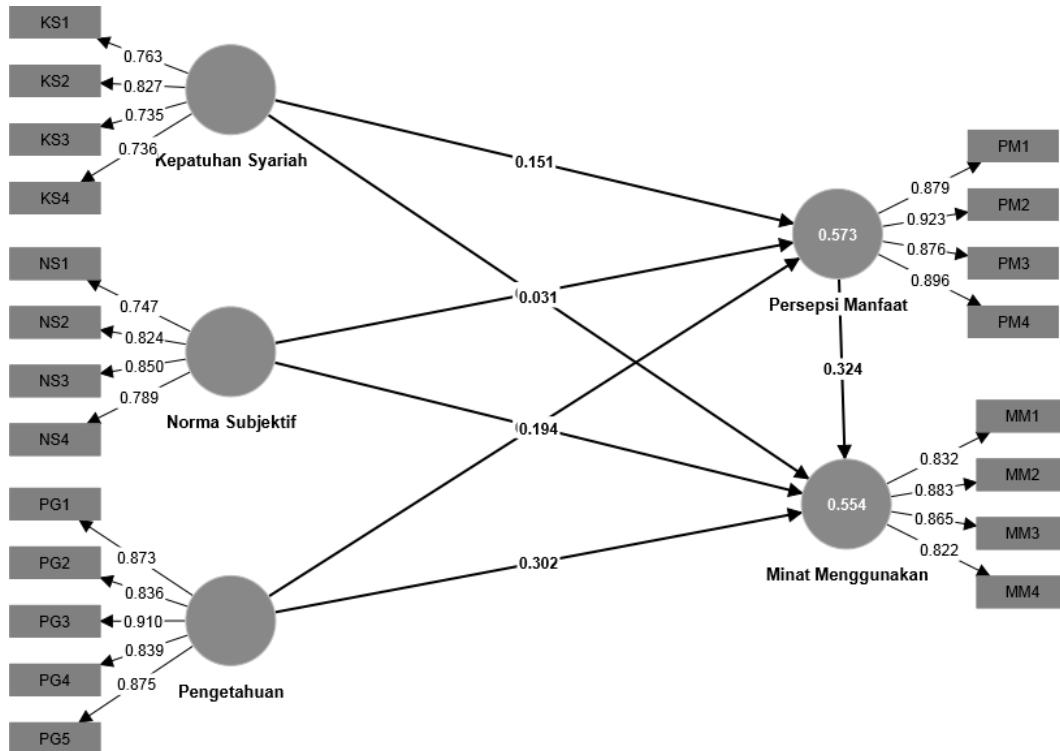 KS1
KS2
KS3
KS4
0.763
0.827
0.735
0.736
Kepatuhan Syariah
NS1
NS2
NS3
NS4
0.747
0.824
0.850
0.789
Norma Subjektif
PG1
PG2
PG3
PG4
PG5
0.873
0.836
0.910
0.839
0.875
Pengetahuan
0.151
0.031
0.194
0.302
0.573
Persepsi Manfaat
0.324
0.554
Minat Menggunakan
0.879
0.923
0.876
0.896
PM1
PM2
PM3
PM4
0.832
0.883
0.865
0.822
MM1
MM2
MM3
MM4